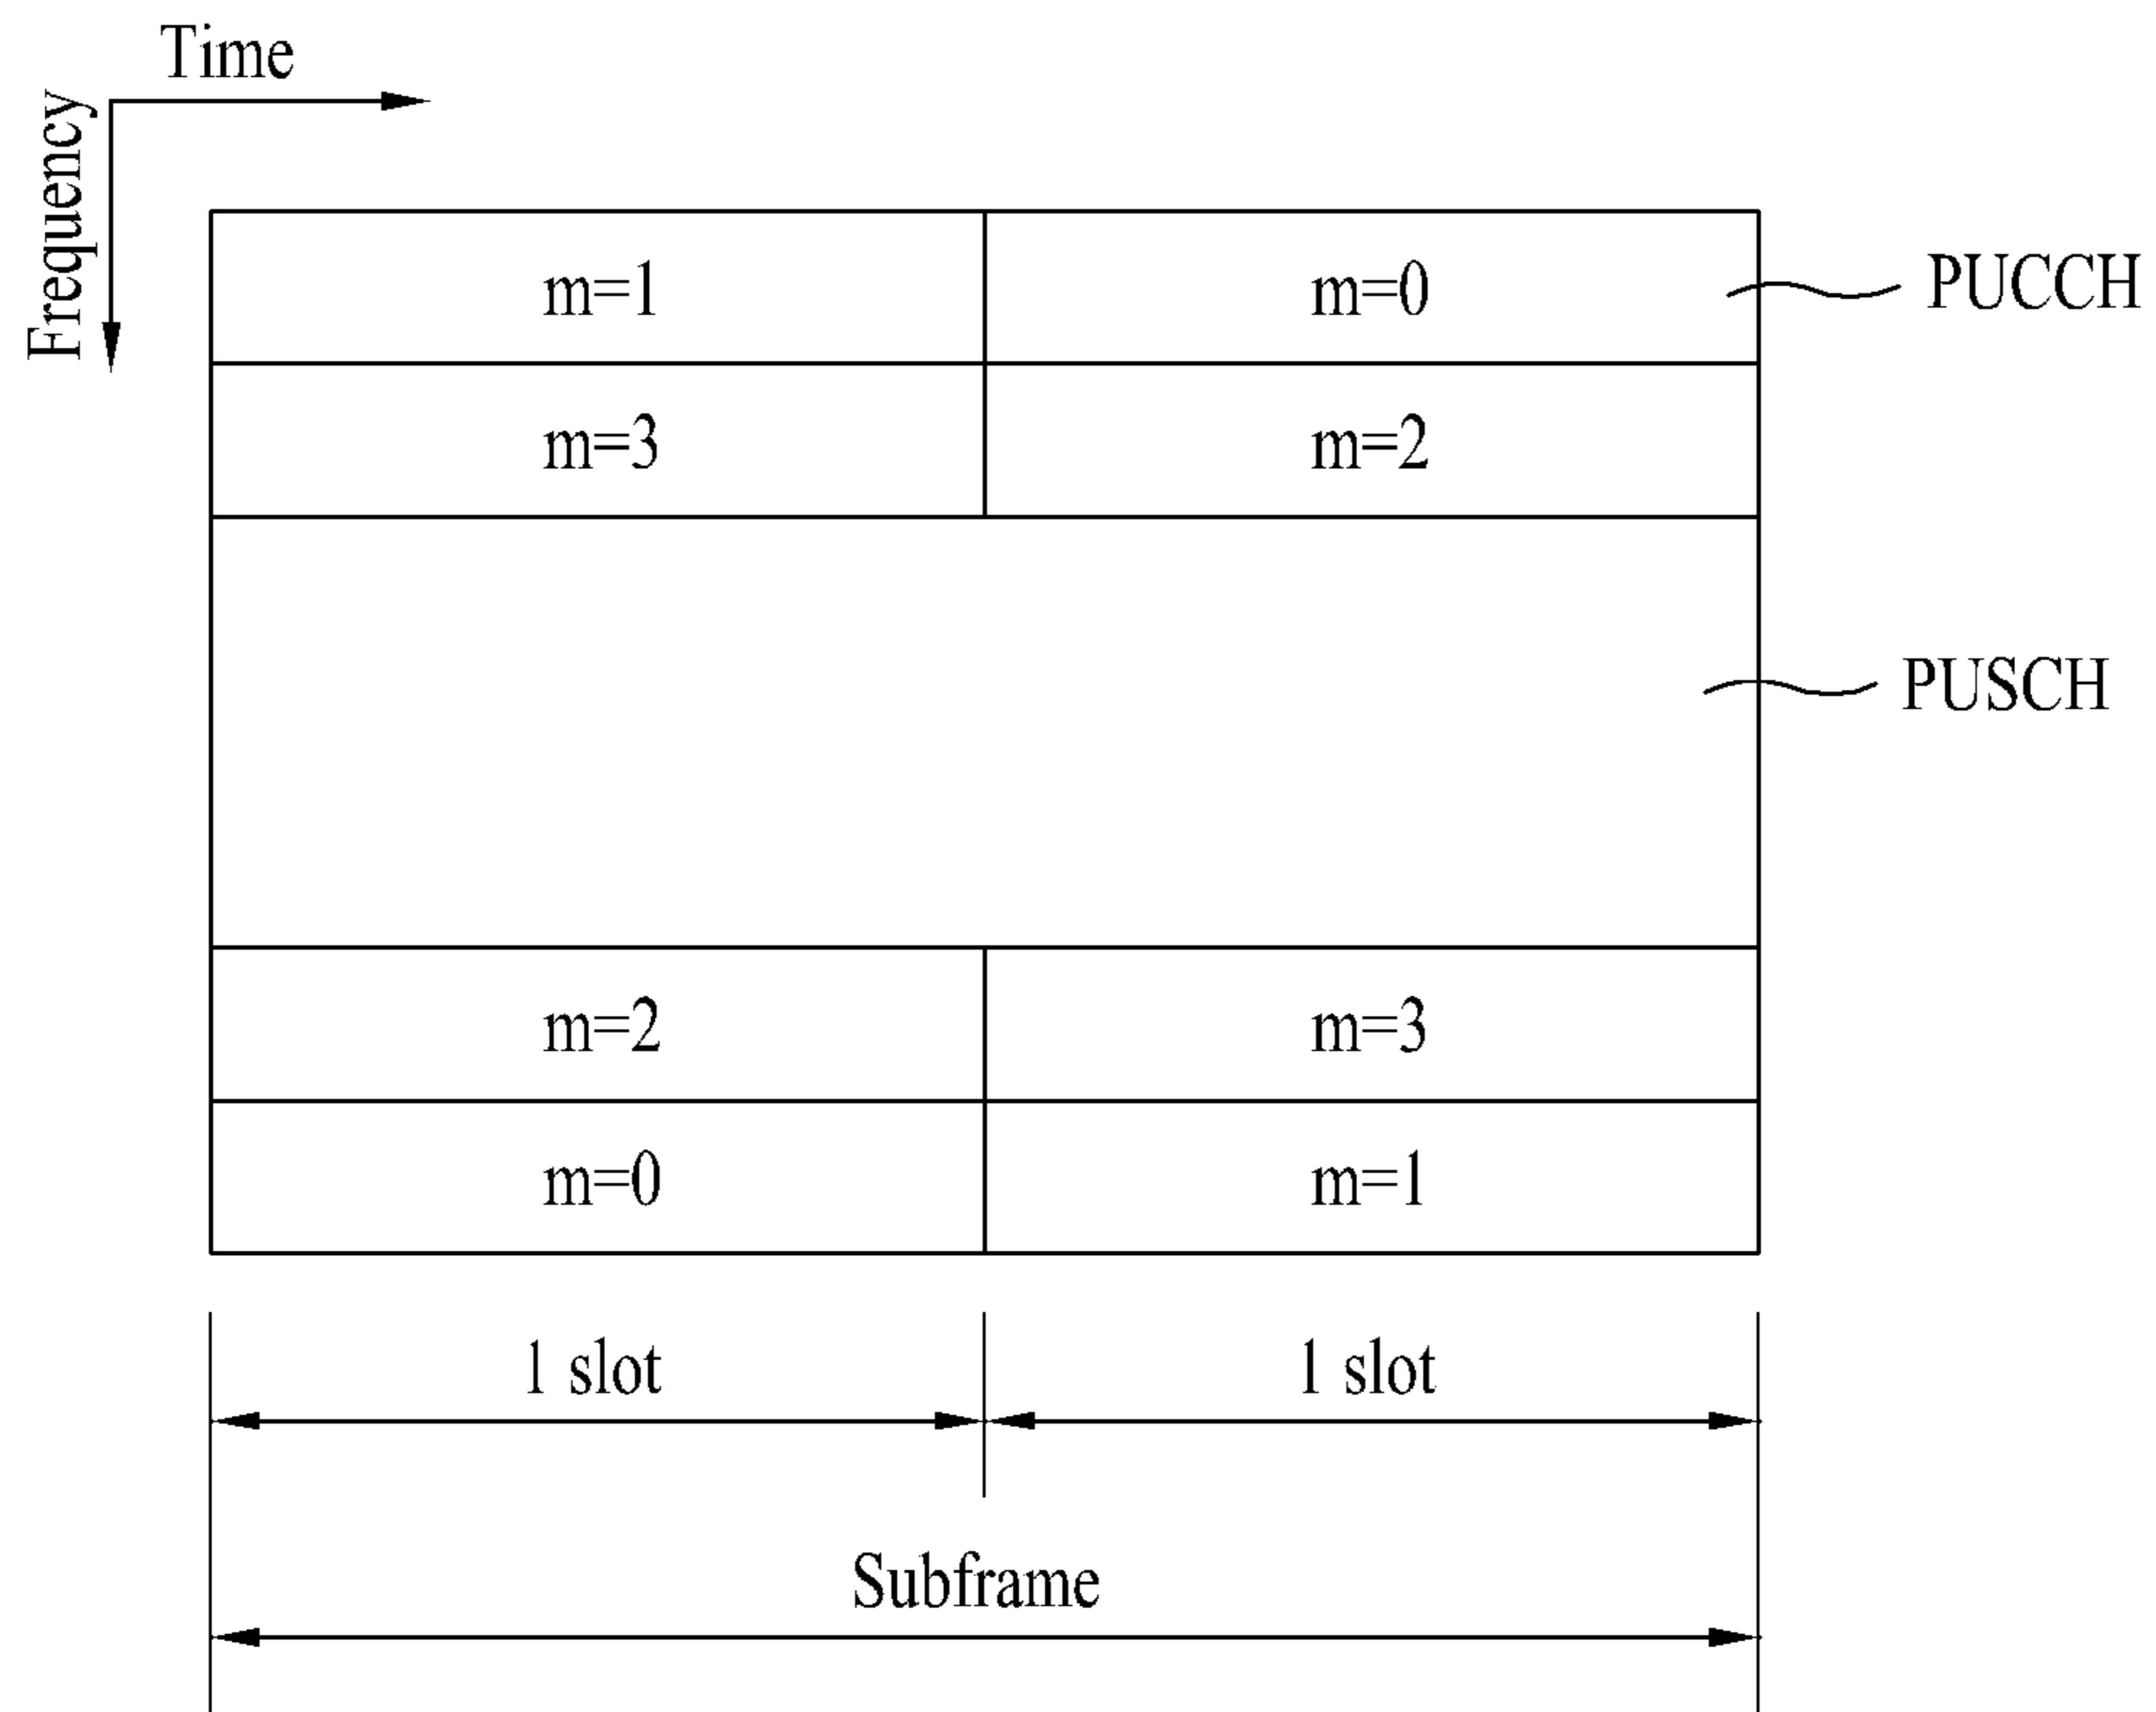 Time
Frequency
m=1
m=0
PUCCH
m=3
m=2
PUSCH
m=2
m=3
m=0
m=1
1 slot
1 slot
Subframe